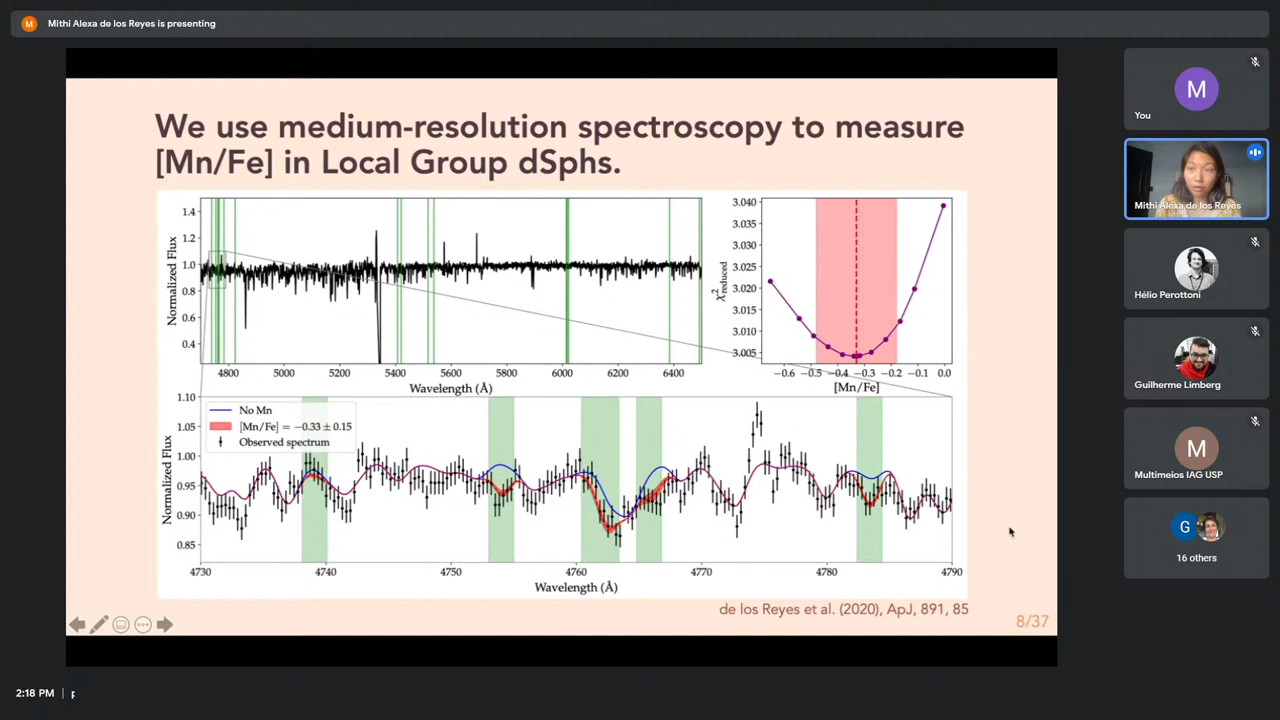 M Mithi Alexa de los Reyes is presenting
We use medium-resolution spectroscopy to measure
[Mn/Fe] in Local Group dSphs.
Normalized Flux
1.4
1.2
1.0
0.8
0.6
0.4
4800 5000 5200 5400 5600 5800 6000 6200 6400
Wavelength (Å)
χ²reduced
3.040
3.035
3.030
3.025
3.020
3.015
3.010
3.005
−0.6 −0.5 −0.4 −0.3 −0.2 −0.1 0.0
[Mn/Fe]
Normalized Flux
1.10
1.05
1.00
0.95
0.90
0.85
No Mn
[Mn/Fe] = −0.33 ± 0.15
Observed spectrum
4730 4740 4750 4760 4770 4780 4790
Wavelength (Å)
de los Reyes et al. (2020), ApJ, 891, 85
8/37
M
You
Mithi Alexa de los Reyes
Hélio Perottoni
Guilherme Limberg
M
Multimeios IAG USP
G
16 others
2:18 PM